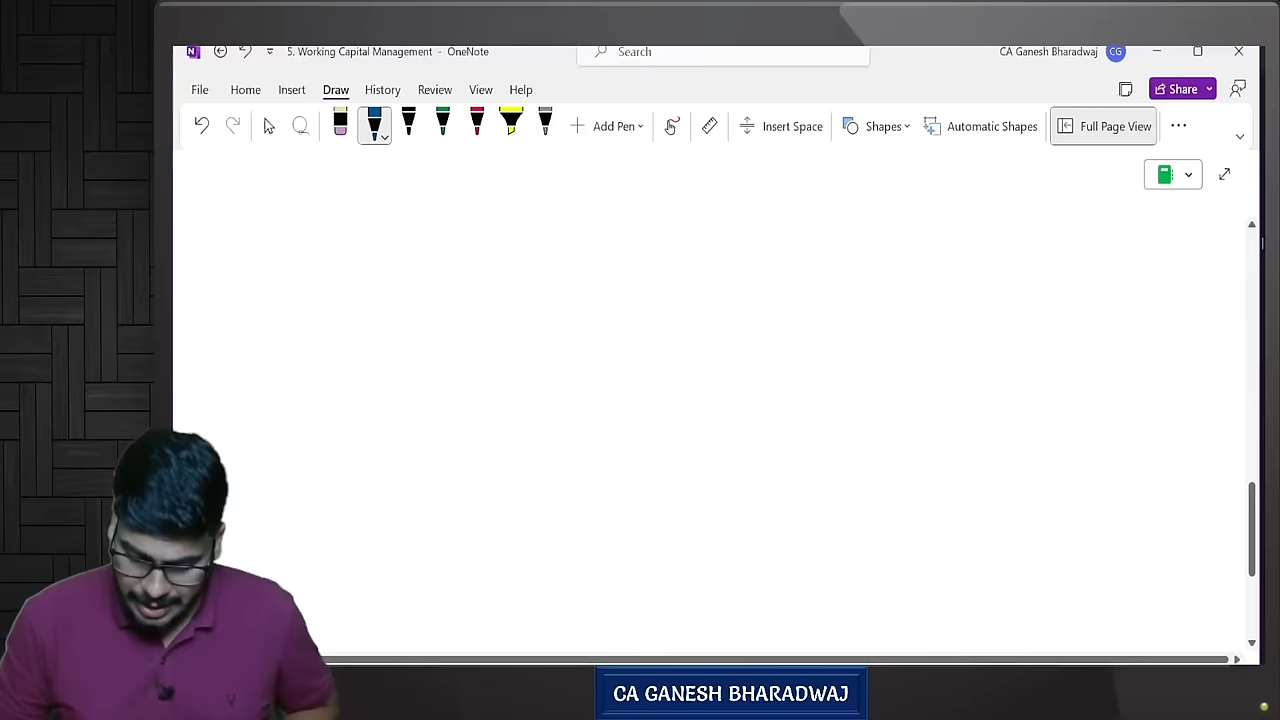 5. Working Capital Management - OneNote
Search
CA Ganesh Bharadwaj CG
File Home Insert Draw History Review View Help
Share
Add Pen Insert Space Shapes Automatic Shapes Full Page View
CA GANESH BHARADWAJ